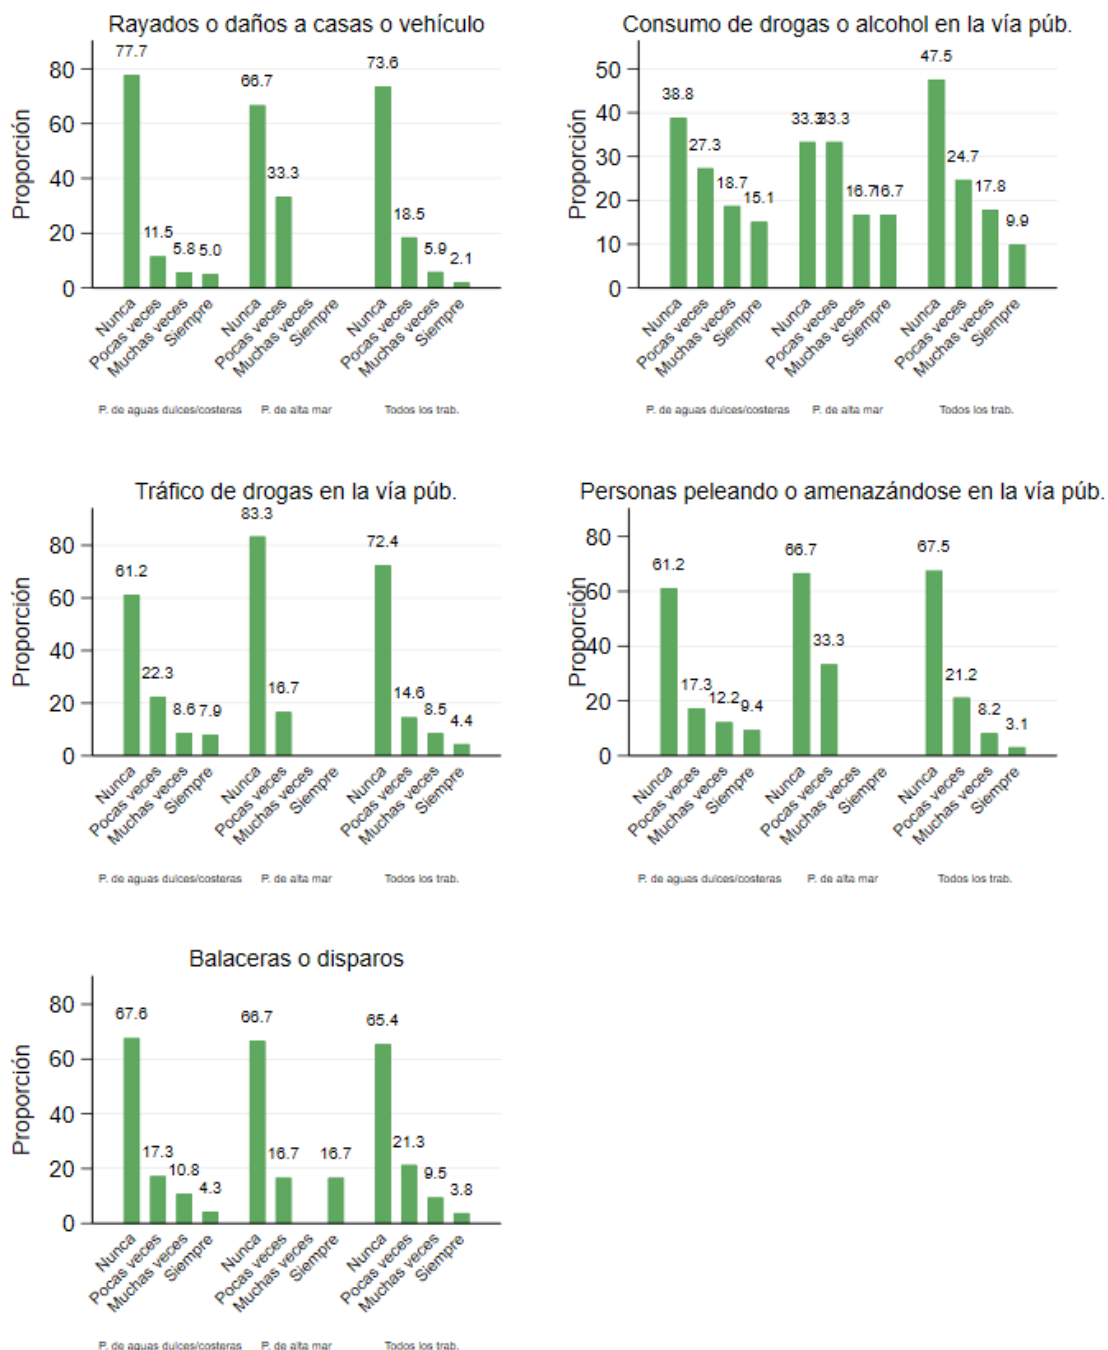 Rayados o daños a casas o vehículo
Proporción
80
60
40
20
0
77.7
11.5
5.8
5.0
66.7
33.3
73.6
18.5
5.9
2.1
Nunca
Pocas veces
Muchas veces
Siempre
Nunca
Pocas veces
Muchas veces
Siempre
Nunca
Pocas veces
Muchas veces
Siempre
P. de aguas dulces/costeras
P. de alta mar
Todos los trab.
Consumo de drogas o alcohol en la vía púb.
Proporción
50
40
30
20
10
0
38.8
27.3
18.7
15.1
33.3
33.3
16.7
16.7
47.5
24.7
17.8
9.9
Nunca
Pocas veces
Muchas veces
Siempre
Nunca
Pocas veces
Muchas veces
Siempre
Nunca
Pocas veces
Muchas veces
Siempre
P. de aguas dulces/costeras
P. de alta mar
Todos los trab.
Tráfico de drogas en la vía púb.
Proporción
80
60
40
20
0
61.2
22.3
8.6
7.9
83.3
16.7
72.4
14.6
8.5
4.4
Nunca
Pocas veces
Muchas veces
Siempre
Nunca
Pocas veces
Muchas veces
Siempre
Nunca
Pocas veces
Muchas veces
Siempre
P. de aguas dulces/costeras
P. de alta mar
Todos los trab.
Personas peleando o amenazándose en la vía púb.
Proporción
80
60
40
20
0
61.2
17.3
12.2
9.4
66.7
33.3
67.5
21.2
8.2
3.1
Nunca
Pocas veces
Muchas veces
Siempre
Nunca
Pocas veces
Muchas veces
Siempre
Nunca
Pocas veces
Muchas veces
Siempre
P. de aguas dulces/costeras
P. de alta mar
Todos los trab.
Balaceras o disparos
Proporción
80
60
40
20
0
67.6
17.3
10.8
4.3
66.7
16.7
16.7
65.4
21.3
9.5
3.8
Nunca
Pocas veces
Muchas veces
Siempre
Nunca
Pocas veces
Muchas veces
Siempre
Nunca
Pocas veces
Muchas veces
Siempre
P. de aguas dulces/costeras
P. de alta mar
Todos los trab.